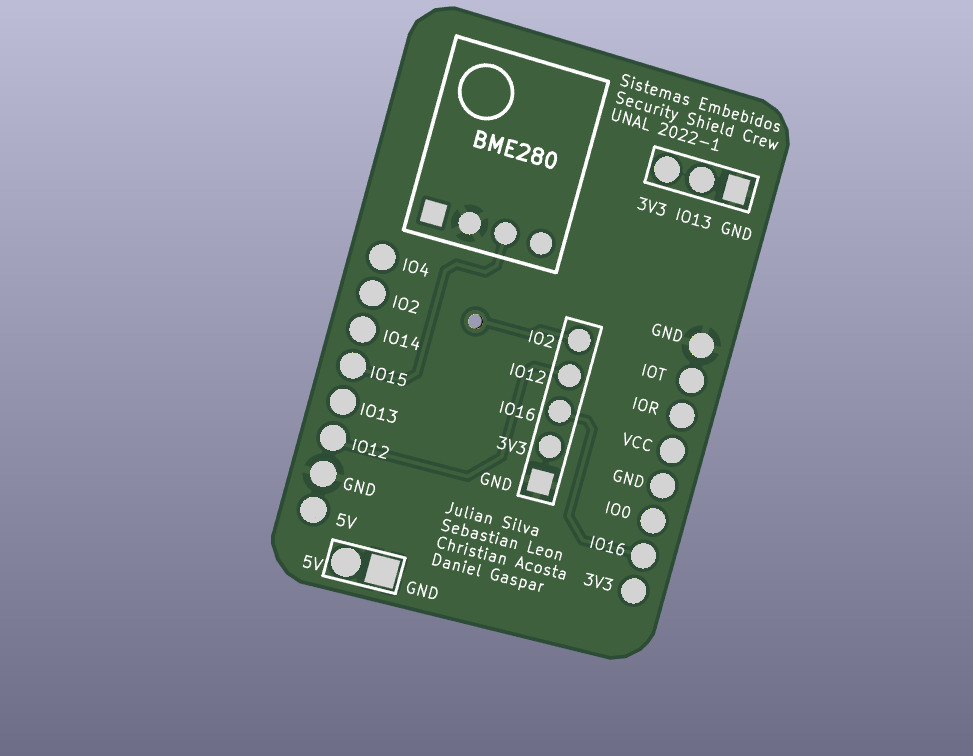 Sistemas Embebidos
Security Shield Crew
UNAL 2022-1
BME280
3V3 IO13 GND
IO4
IO2
IO14
IO15
IO13
IO12
GND
5V
IO2
IO12
IO16
3V3
GND
GND
IOT
IOR
VCC
GND
IO0
IO16
3V3
Julian Silva
Sebastian Leon
Christian Acosta
Daniel Gaspar
5V
GND